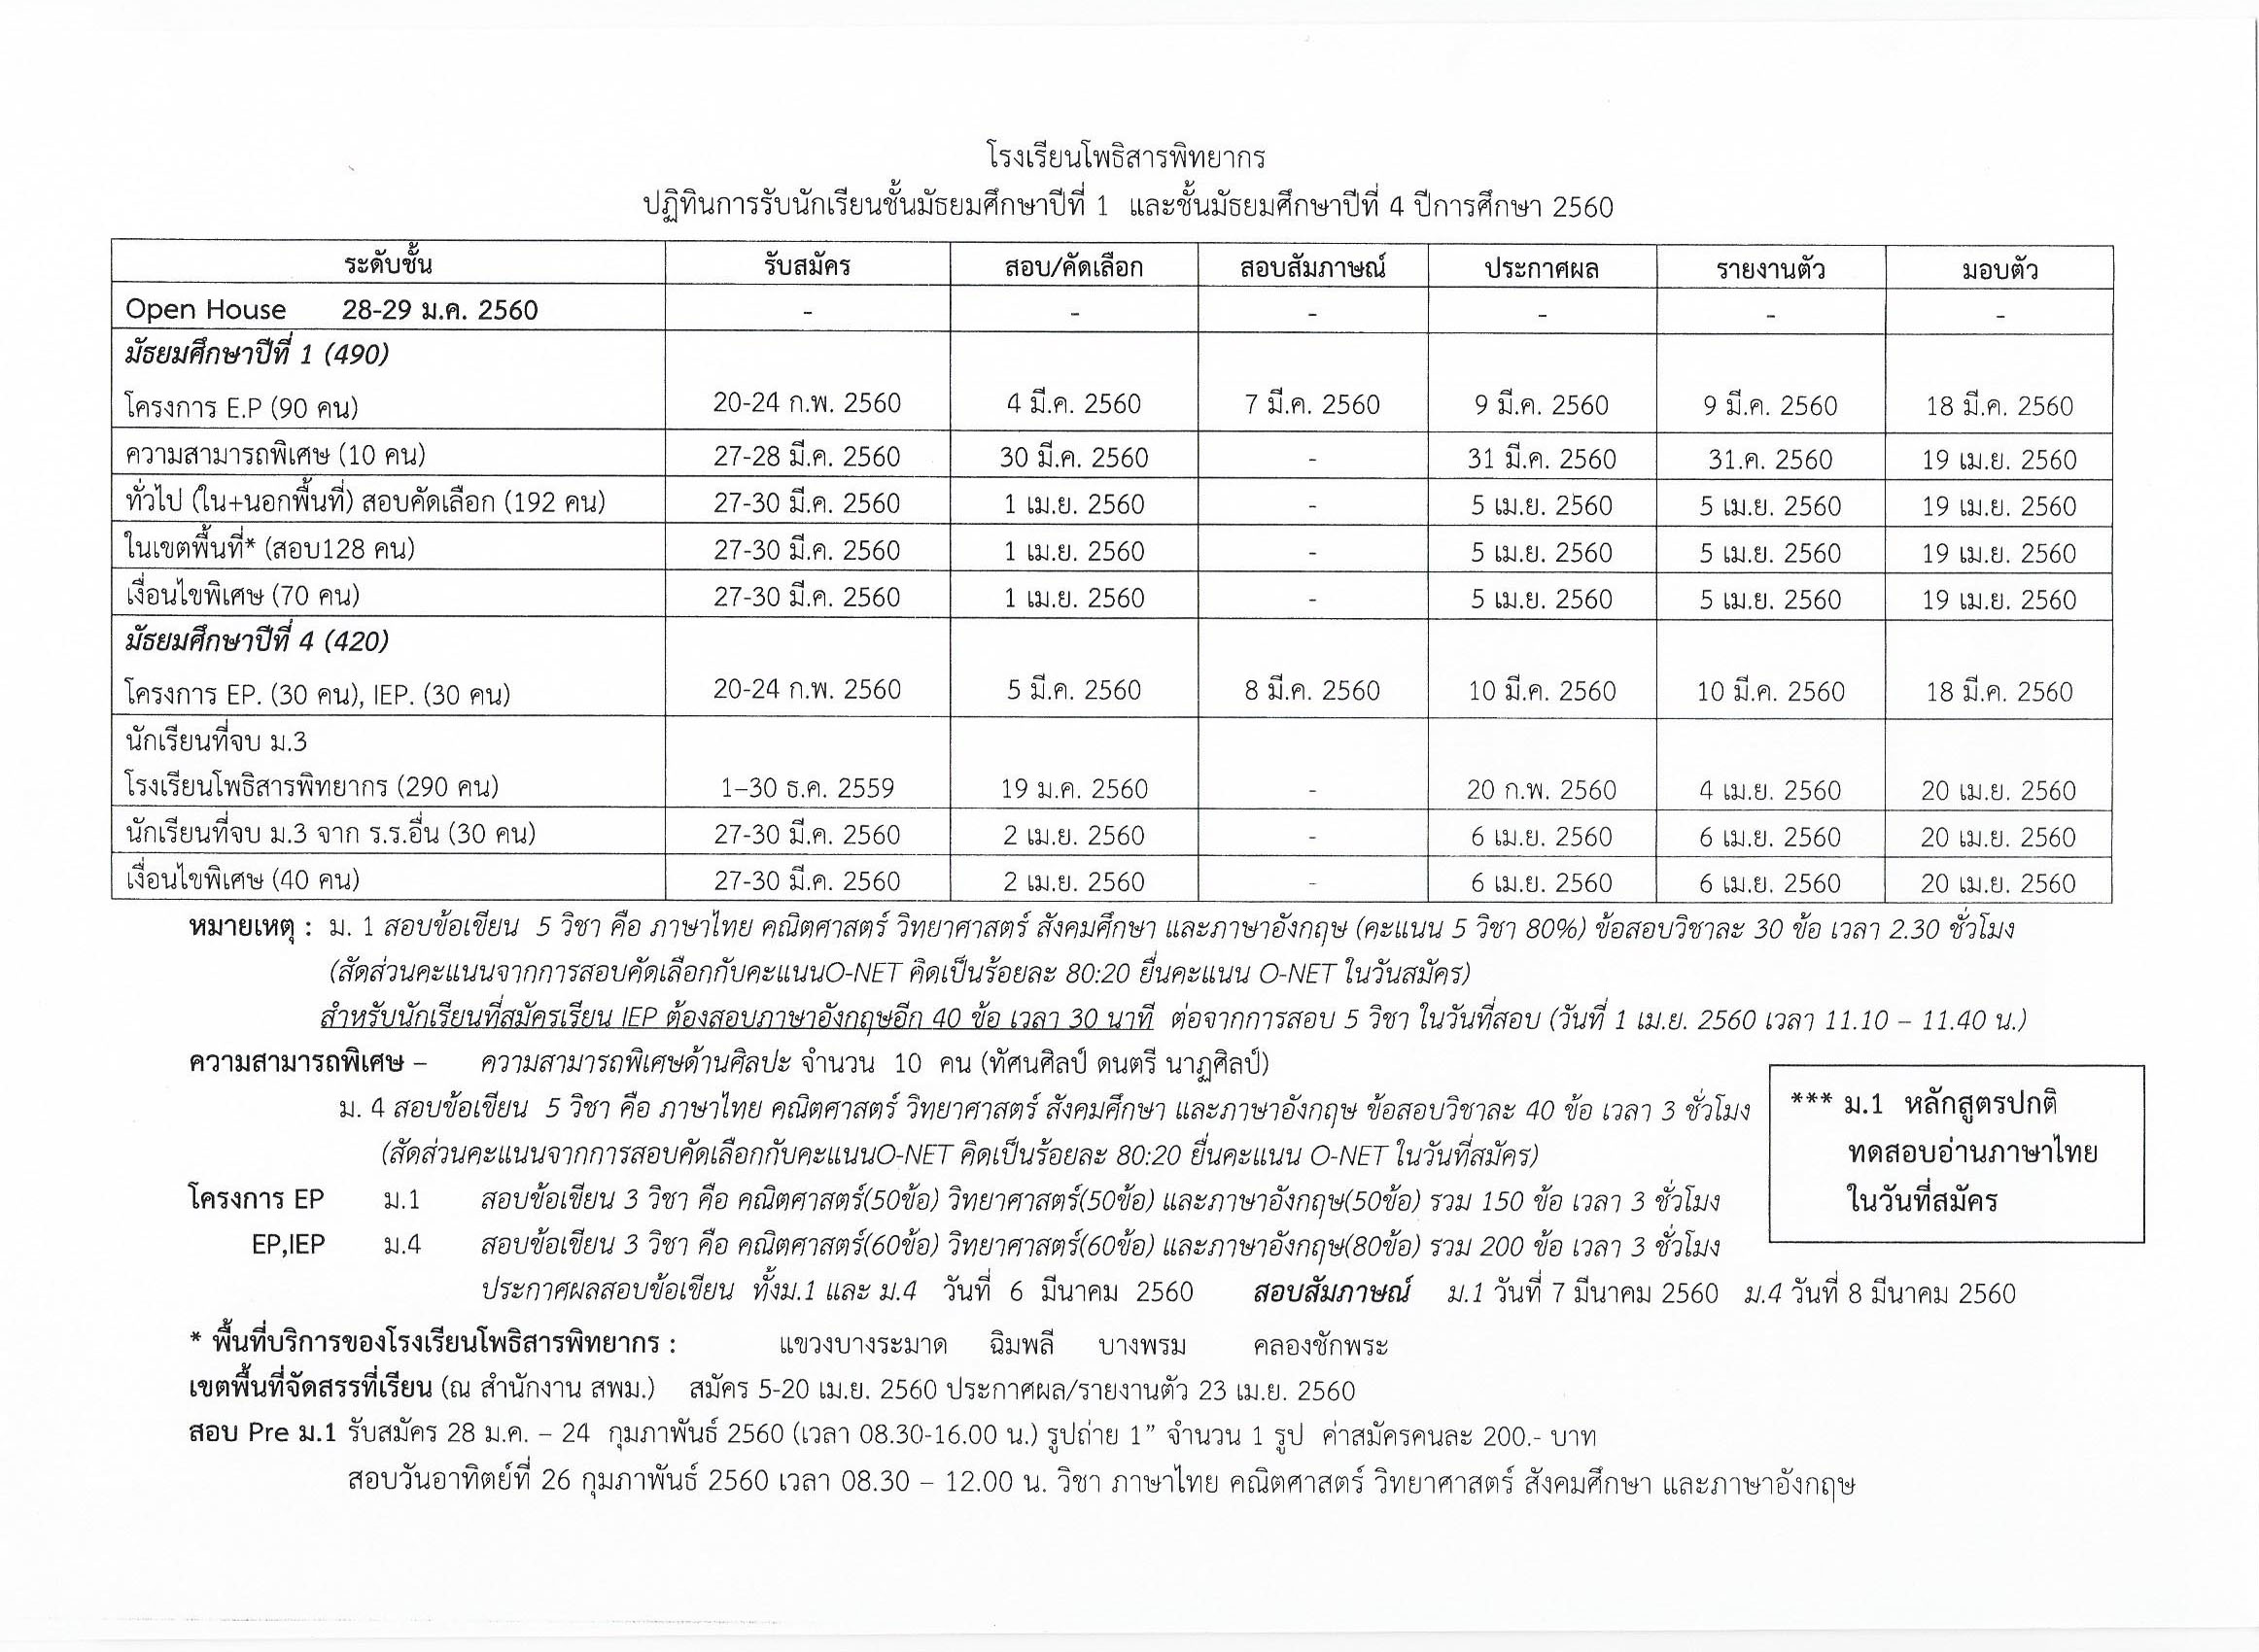 โรงเรียนโพธิสารพิทยากร
ปฏิทินการรับนักเรียนชั้นมัธยมศึกษาปีที่ 1 และชั้นมัธยมศึกษาปีที่ 4 ปีการศึกษา 2560
ระดับชั้น รับสมัคร สอบ/คัดเลือก สอบสัมภาษณ์ ประกาศผล รายงานตัว มอบตัว
Open House 28-29 ม.ค. 2560 - - - - - -
มัธยมศึกษาปีที่ 1 (490)
โครงการ E.P (90 คน) 20-24 ก.พ. 2560 4 มี.ค. 2560 7 มี.ค. 2560 9 มี.ค. 2560 9 มี.ค. 2560 18 มี.ค. 2560
ความสามารถพิเศษ (10 คน) 27-28 มี.ค. 2560 30 มี.ค. 2560 - 31 มี.ค. 2560 31.ค. 2560 19 เม.ย. 2560
ทั่วไป (ใน+นอกพื้นที่) สอบคัดเลือก (192 คน) 27-30 มี.ค. 2560 1 เม.ย. 2560 - 5 เม.ย. 2560 5 เม.ย. 2560 19 เม.ย. 2560
ในเขตพื้นที่* (สอบ128 คน) 27-30 มี.ค. 2560 1 เม.ย. 2560 - 5 เม.ย. 2560 5 เม.ย. 2560 19 เม.ย. 2560
เงื่อนไขพิเศษ (70 คน) 27-30 มี.ค. 2560 1 เม.ย. 2560 - 5 เม.ย. 2560 5 เม.ย. 2560 19 เม.ย. 2560
มัธยมศึกษาปีที่ 4 (420)
โครงการ EP. (30 คน), IEP. (30 คน) 20-24 ก.พ. 2560 5 มี.ค. 2560 8 มี.ค. 2560 10 มี.ค. 2560 10 มี.ค. 2560 18 มี.ค. 2560
นักเรียนที่จบ ม.3
โรงเรียนโพธิสารพิทยากร (290 คน) 1–30 ธ.ค. 2559 19 ม.ค. 2560 - 20 ก.พ. 2560 4 เม.ย. 2560 20 เม.ย. 2560
นักเรียนที่จบ ม.3 จาก ร.ร.อื่น (30 คน) 27-30 มี.ค. 2560 2 เม.ย. 2560 - 6 เม.ย. 2560 6 เม.ย. 2560 20 เม.ย. 2560
เงื่อนไขพิเศษ (40 คน) 27-30 มี.ค. 2560 2 เม.ย. 2560 - 6 เม.ย. 2560 6 เม.ย. 2560 20 เม.ย. 2560
หมายเหตุ : ม. 1 สอบข้อเขียน 5 วิชา คือ ภาษาไทย คณิตศาสตร์ วิทยาศาสตร์ สังคมศึกษา และภาษาอังกฤษ (คะแนน 5 วิชา 80%) ข้อสอบวิชาละ 30 ข้อ เวลา 2.30 ชั่วโมง
(สัดส่วนคะแนนจากการสอบคัดเลือกกับคะแนนO-NET คิดเป็นร้อยละ 80:20 ยื่นคะแนน O-NET ในวันสมัคร)
สำหรับนักเรียนที่สมัครเรียน IEP ต้องสอบภาษาอังกฤษอีก 40 ข้อ เวลา 30 นาที ต่อจากการสอบ 5 วิชา ในวันที่สอบ (วันที่ 1 เม.ย. 2560 เวลา 11.10 – 11.40 น.)
ความสามารถพิเศษ – ความสามารถพิเศษด้านศิลปะ จำนวน 10 คน (ทัศนศิลป์ ดนตรี นาฏศิลป์)
ม. 4 สอบข้อเขียน 5 วิชา คือ ภาษาไทย คณิตศาสตร์ วิทยาศาสตร์ สังคมศึกษา และภาษาอังกฤษ ข้อสอบวิชาละ 40 ข้อ เวลา 3 ชั่วโมง
(สัดส่วนคะแนนจากการสอบคัดเลือกกับคะแนนO-NET คิดเป็นร้อยละ 80:20 ยื่นคะแนน O-NET ในวันที่สมัคร)
*** ม.1 หลักสูตรปกติ
ทดสอบอ่านภาษาไทย
ในวันที่สมัคร
โครงการ EP ม.1 สอบข้อเขียน 3 วิชา คือ คณิตศาสตร์(50ข้อ) วิทยาศาสตร์(50ข้อ) และภาษาอังกฤษ(50ข้อ) รวม 150 ข้อ เวลา 3 ชั่วโมง
EP,IEP ม.4 สอบข้อเขียน 3 วิชา คือ คณิตศาสตร์(60ข้อ) วิทยาศาสตร์(60ข้อ) และภาษาอังกฤษ(80ข้อ) รวม 200 ข้อ เวลา 3 ชั่วโมง
ประกาศผลสอบข้อเขียน ทั้งม.1 และ ม.4 วันที่ 6 มีนาคม 2560 สอบสัมภาษณ์ ม.1 วันที่ 7 มีนาคม 2560 ม.4 วันที่ 8 มีนาคม 2560
* พื้นที่บริการของโรงเรียนโพธิสารพิทยากร : แขวงบางระมาด ฉิมพลี บางพรม คลองชักพระ
เขตพื้นที่จัดสรรที่เรียน (ณ สำนักงาน สพม.) สมัคร 5-20 เม.ย. 2560 ประกาศผล/รายงานตัว 23 เม.ย. 2560
สอบ Pre ม.1 รับสมัคร 28 ม.ค. – 24 กุมภาพันธ์ 2560 (เวลา 08.30-16.00 น.) รูปถ่าย 1” จำนวน 1 รูป ค่าสมัครคนละ 200.- บาท
สอบวันอาทิตย์ที่ 26 กุมภาพันธ์ 2560 เวลา 08.30 – 12.00 น. วิชา ภาษาไทย คณิตศาสตร์ วิทยาศาสตร์ สังคมศึกษา และภาษาอังกฤษ